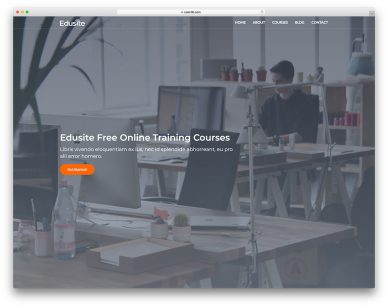 Edusite
HOME ABOUT COURSES BLOG CONTACT
Edusite Free Online Training Courses
Libris vivendo eloquentiam ex ius, nec id splendide abhorreant, eu pro
alii error homero.
Get Started